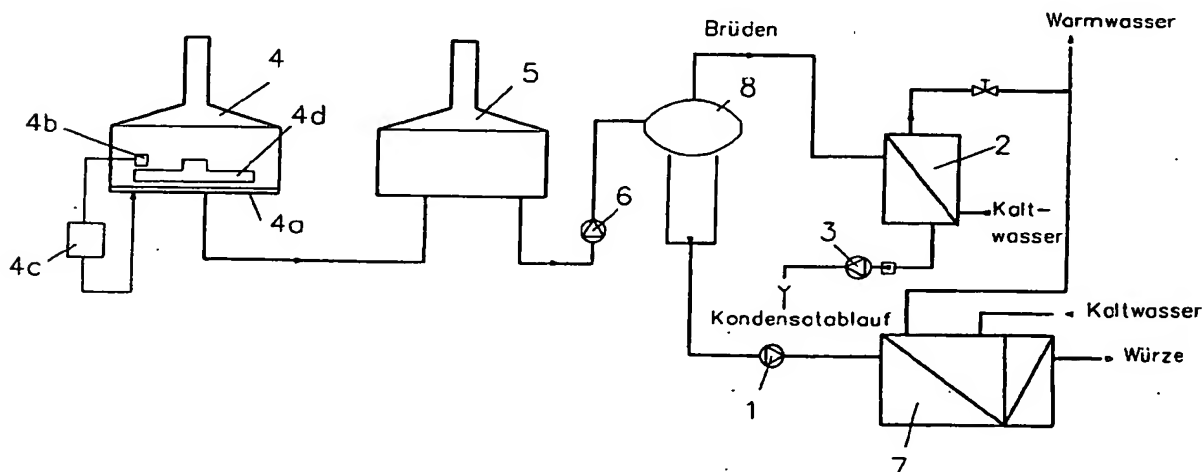 Brüden
Warmwasser
4
5
8
4b
4d
2
6
4a
Kalt-
wasser
4c
3
Kondensatablauf
Kaltwasser
Würze
1
7